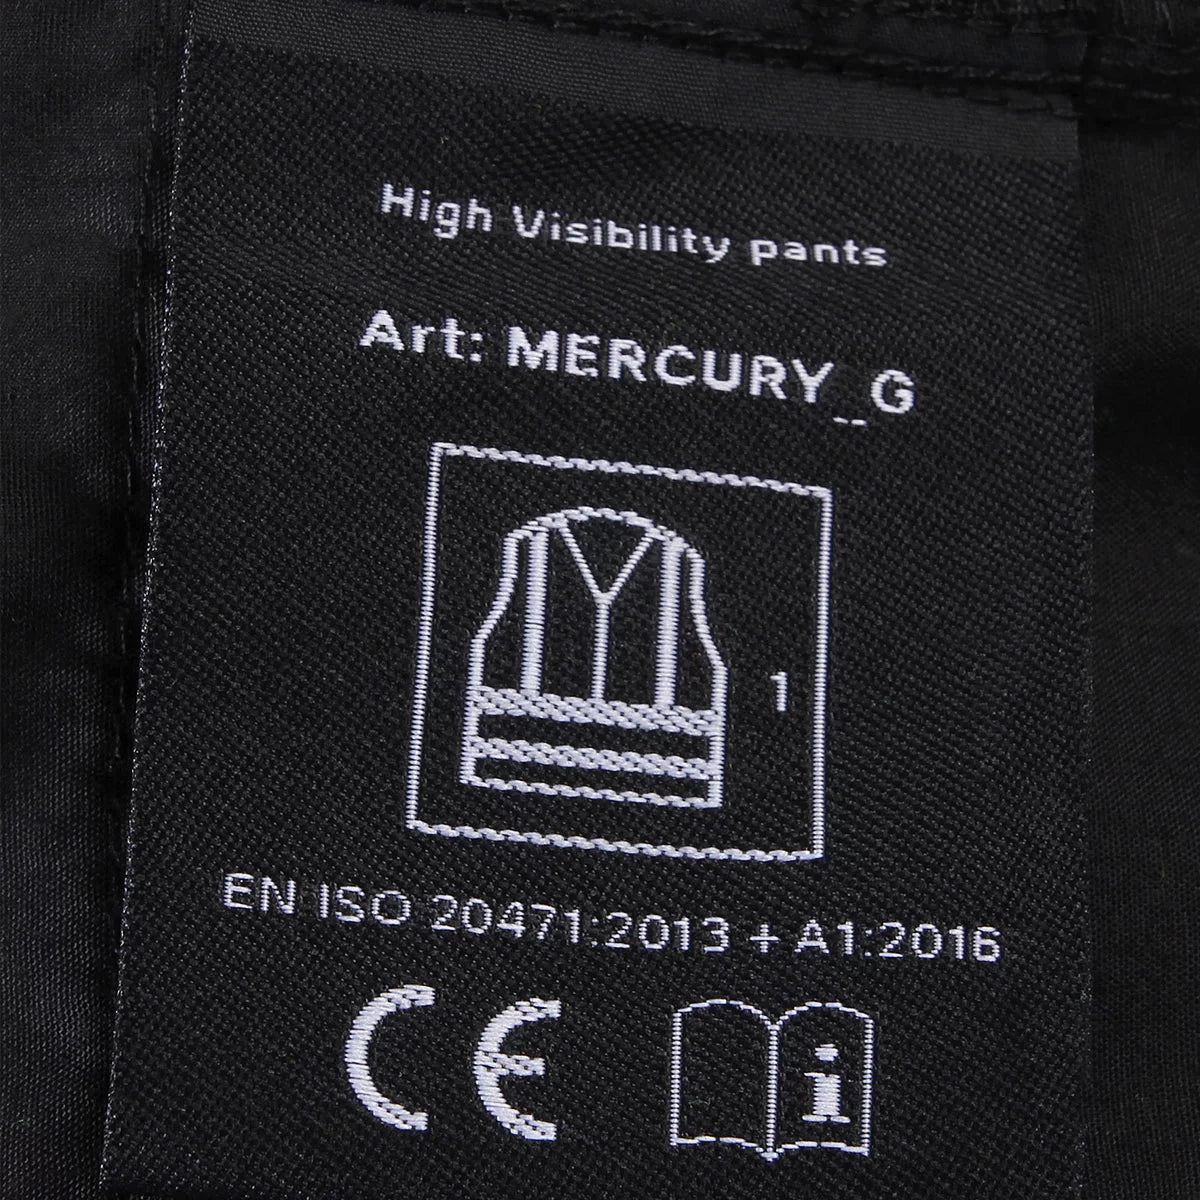 High Visibility pants
Art: MERCURY_G
1
EN ISO 20471:2013 + A1:2016
CE i